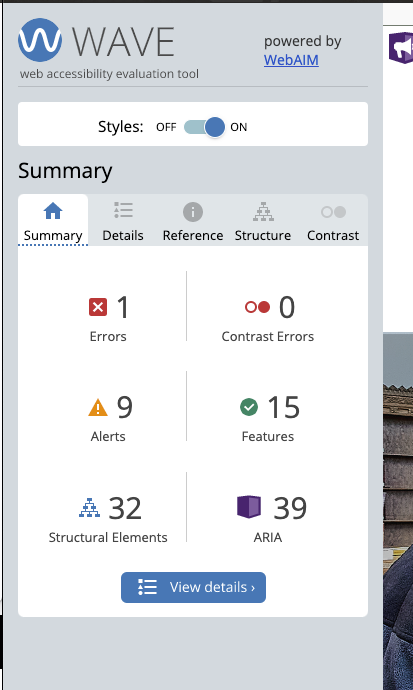 WAVE
web accessibility evaluation tool
powered by
WebAIM
Styles: OFF ON
Summary
Summary Details Reference Structure Contrast
1
Errors
0
Contrast Errors
9
Alerts
15
Features
32
Structural Elements
39
ARIA
View details ›